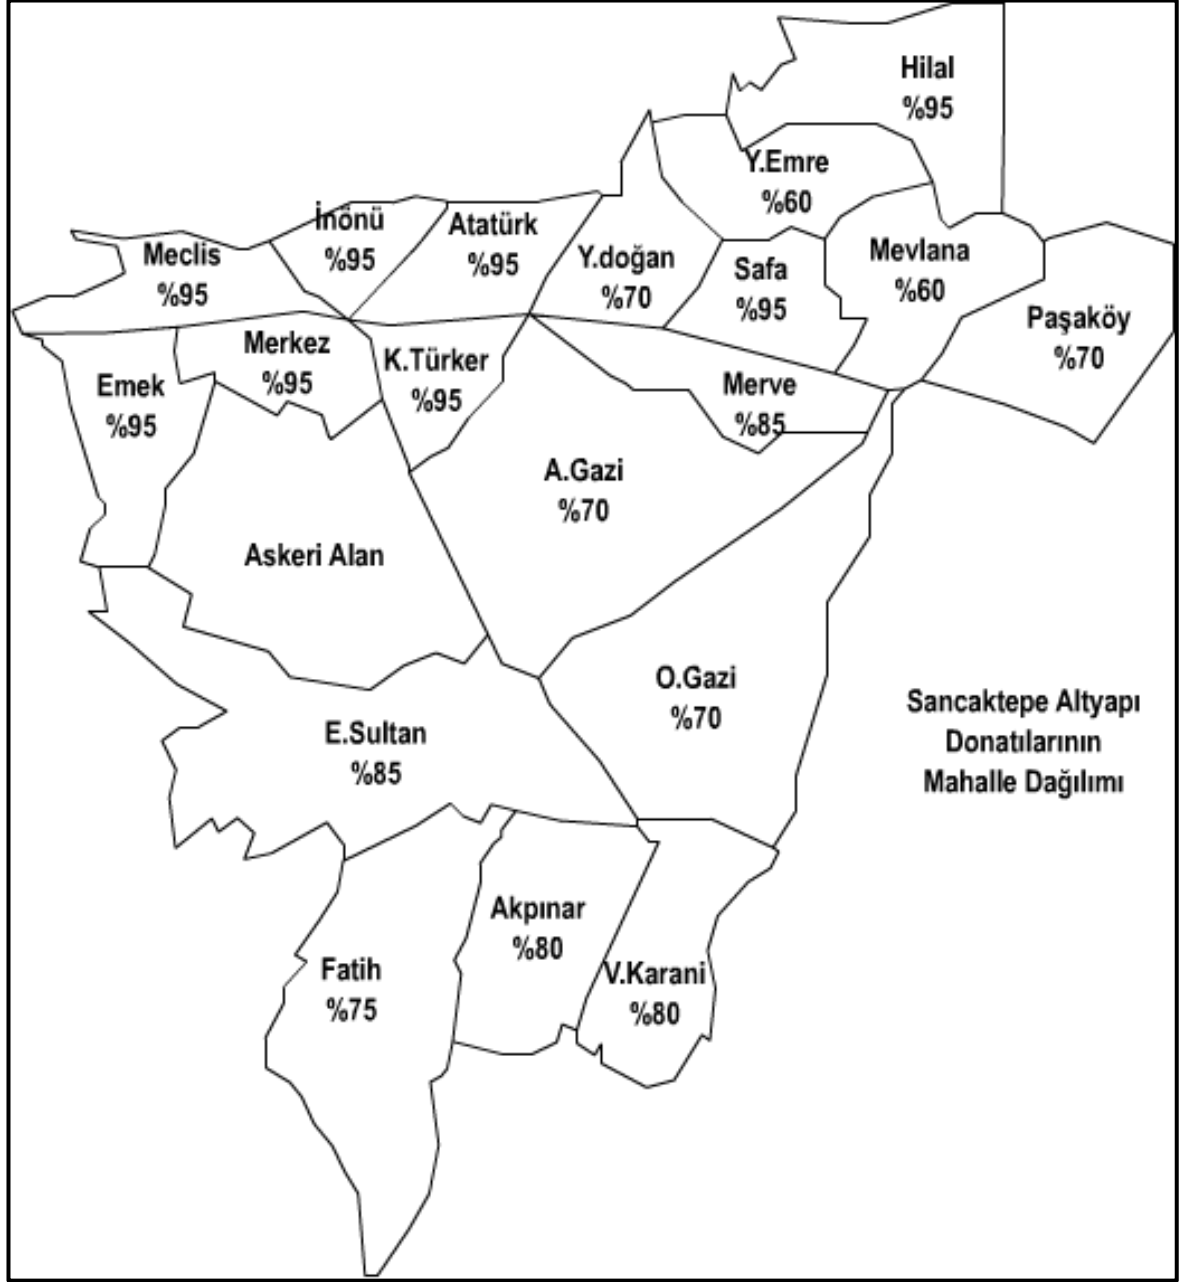 Hilal
%95
Y.Emre
%60
İnönü
%95
Atatürk
%95
Meclis
%95
Y.doğan
%70
Safa
%95
Mevlana
%60
Paşaköy
%70
Merkez
%95
K.Türker
%95
Emek
%95
Merve
%85
A.Gazi
%70
Askeri Alan
O.Gazi
%70
E.Sultan
%85
Sancaktepe Altyapı
Donatılarının
Mahalle Dağılımı
Akpınar
%80
Fatih
%75
V.Karani
%80